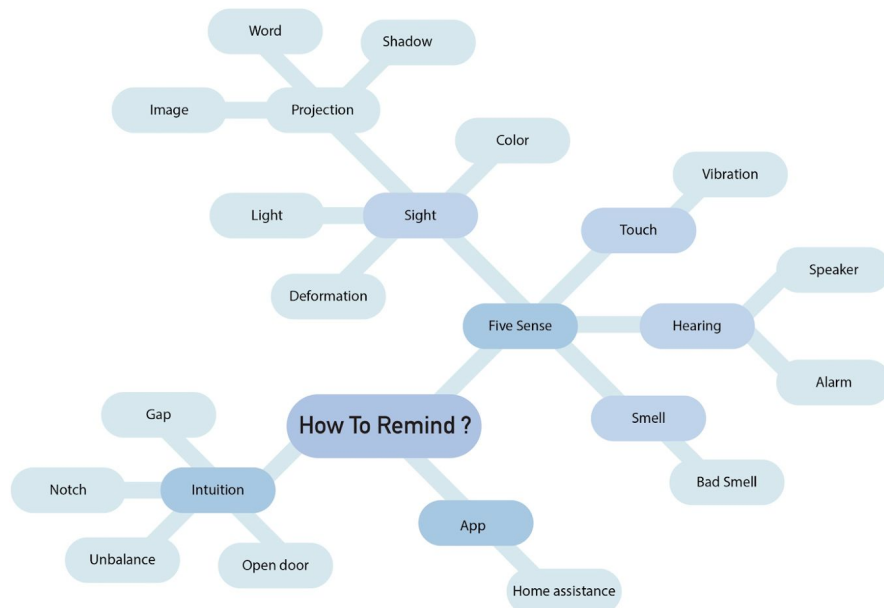 Word
Shadow
Image
Projection
Color
Vibration
Light
Sight
Touch
Speaker
Deformation
Five Sense
Hearing
Alarm
Gap
How To Remind ?
Smell
Notch
Intuition
Bad Smell
App
Unbalance
Open door
Home assistance